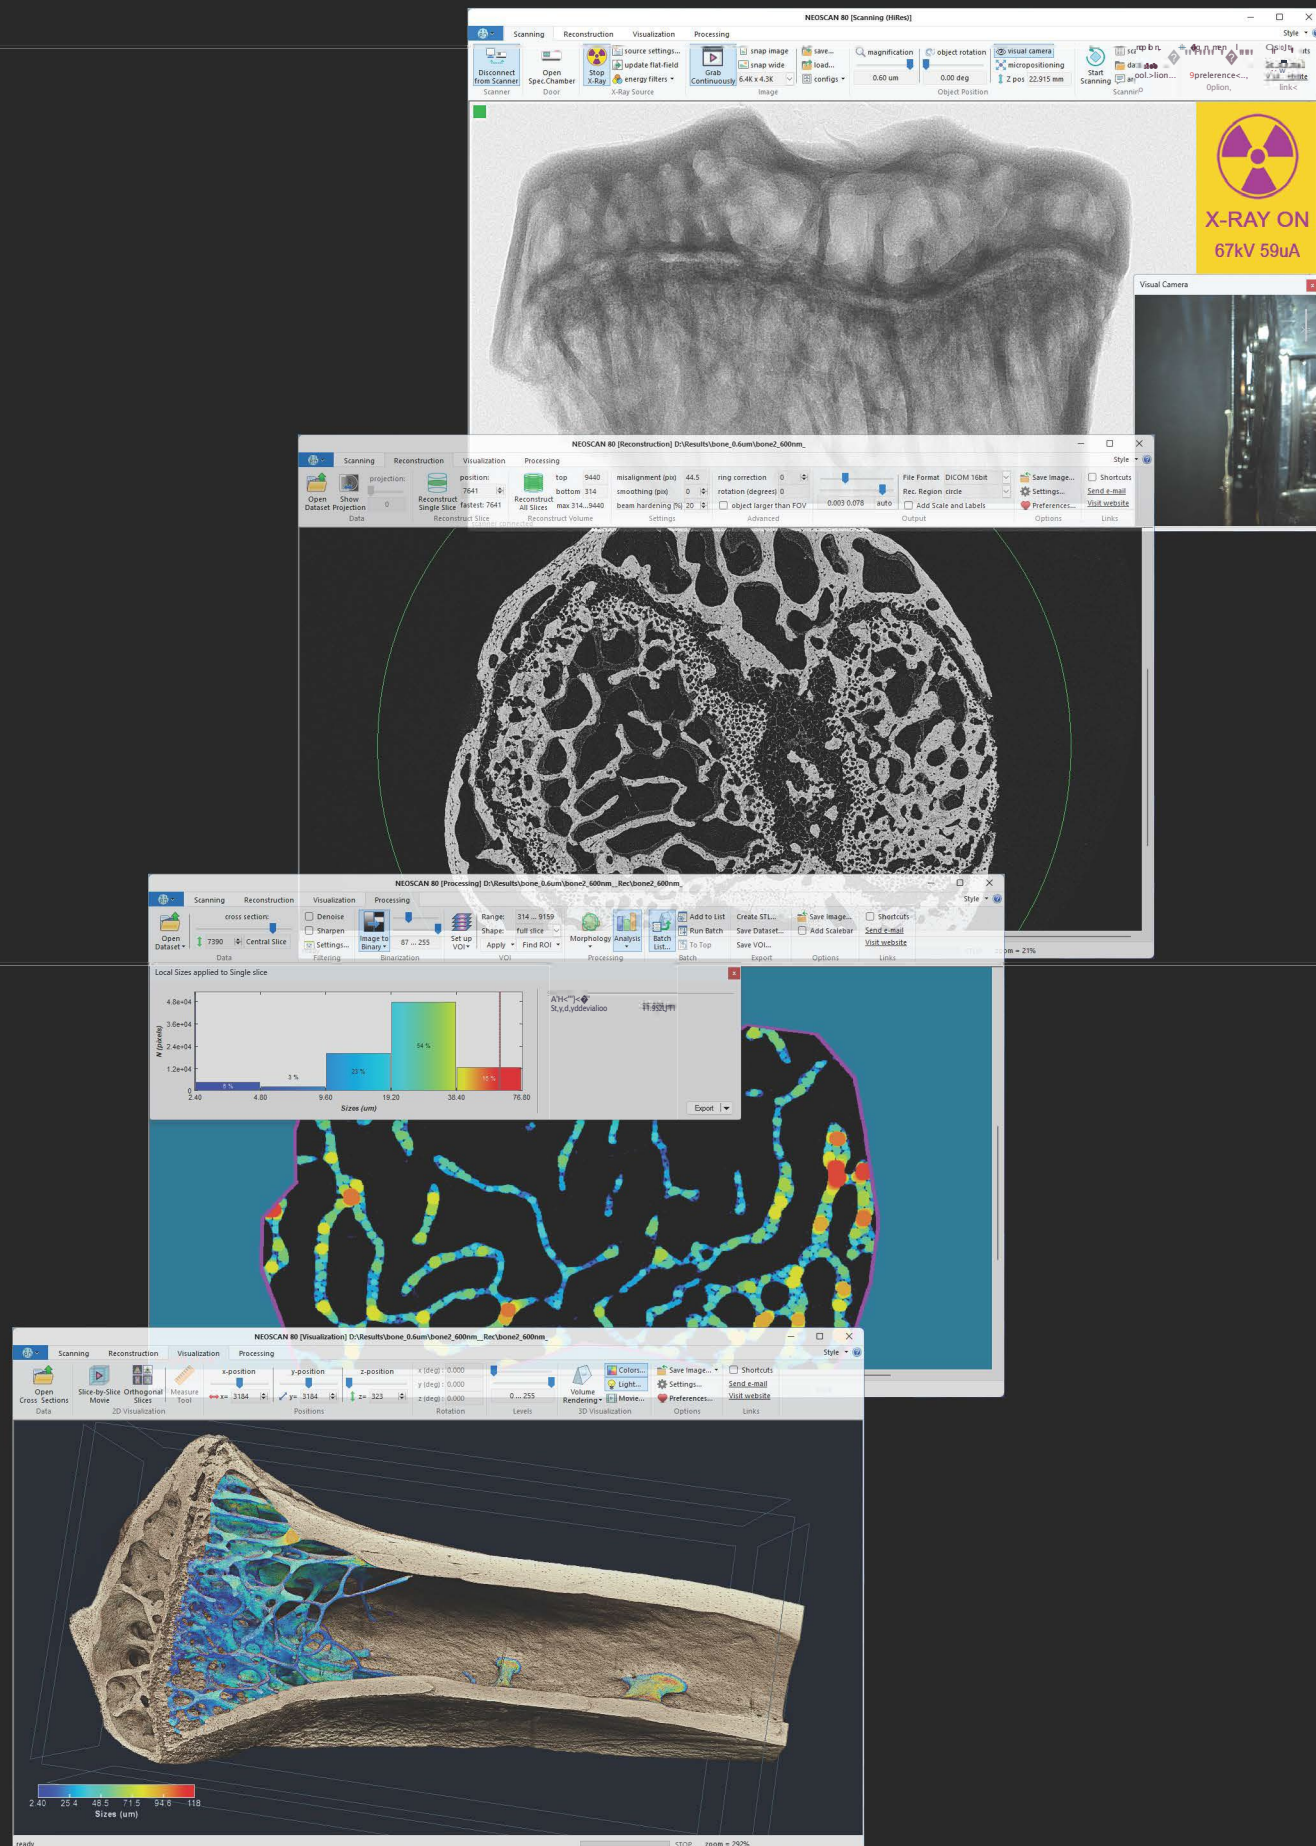 NEOSCAN 80 [Scanning (HiRes)]
Scanning Reconstruction Visualization Processing Style
Disconnect from Scanner
Open Spec.Chamber
Stop X-Ray
source settings...
update flat-field
energy filters
Grab Continuously
snap image
snap wide
6.4K x 4.3K
save...
load...
configs
magnification
0.60 um
object rotation
0.00 deg
visual camera
micropositioning
Z pos 22.915 mm
Start Scanning
Scanner Door X-Ray Source Image Object Position
X-RAY ON
67kV 59uA
Visual Camera
NEOSCAN 80 [Reconstruction] D:\Results\bone_0.6um\bone2_600nm_
Scanning Reconstruction Visualization Processing Style
Open Dataset
Show Projection
projection:
0
Reconstruct Single Slice
position:
7641
fastest: 7641
Reconstruct All Slices
top 9440
bottom 314
max 314...9440
misalignment (pix) 44.5
smoothing (pix) 0
beam hardening (%) 20
ring correction 0
rotation (degrees) 0
object larger than FOV
0.003 0.078 auto
File Format DICOM 16bit
Rec. Region circle
Add Scale and Labels
Save Image...
Settings...
Preferences...
Shortcuts
Send e-mail
Visit website
Data Reconstruct Slice Reconstruct Volume Settings Advanced Output Options Links
zoom = 21%
NEOSCAN 80 [Processing] D:\Results\bone_0.6um\bone2_600nm__Rec\bone2_600nm_
Scanning Reconstruction Visualization Processing Style
Open Dataset
cross section:
7390 Central Slice
Denoise
Sharpen
Settings...
Image to Binary
87 ... 255
Set up VOI
Range: 314 ... 9159
Shape: full slice
Apply Find ROI
Morphology
Analysis
Batch List...
Add to List
Run Batch
To Top
Create STL...
Save Dataset...
Save VOI...
Save Image...
Add Scalebar
Shortcuts
Send e-mail
Visit website
Data Filtering Binarization VOI Processing Batch Export Options Links
Local Sizes applied to Single slice
N (pixels)
4.8e+04
3.6e+04
2.4e+04
1.2e+04
0
3 %
23 %
54 %
2.40 4.80 9.60 19.20 38.40 76.80
Sizes (um)
Export
NEOSCAN 80 [Visualization] D:\Results\bone_0.6um\bone2_600nm__Rec\bone2_600nm_
Scanning Reconstruction Visualization Processing Style
Open Cross Sections
Slice-by-Slice Movie
Orthogonal Slices
Measure Tool
x-position
x= 3184
y-position
y= 3184
z-position
z= 323
x (deg) : 0.000
y (deg) : 0.000
z (deg) : 0.000
0 ... 255
Volume Rendering
Colors...
Light...
Movie...
Save Image...
Settings...
Preferences...
Shortcuts
Send e-mail
Visit website
Data 2D Visualization Positions Rotation Levels 3D Visualization Options Links
2.40 25.4 48.5 71.5 94.6 118
Sizes (um)
ready STOP zoom = 292%